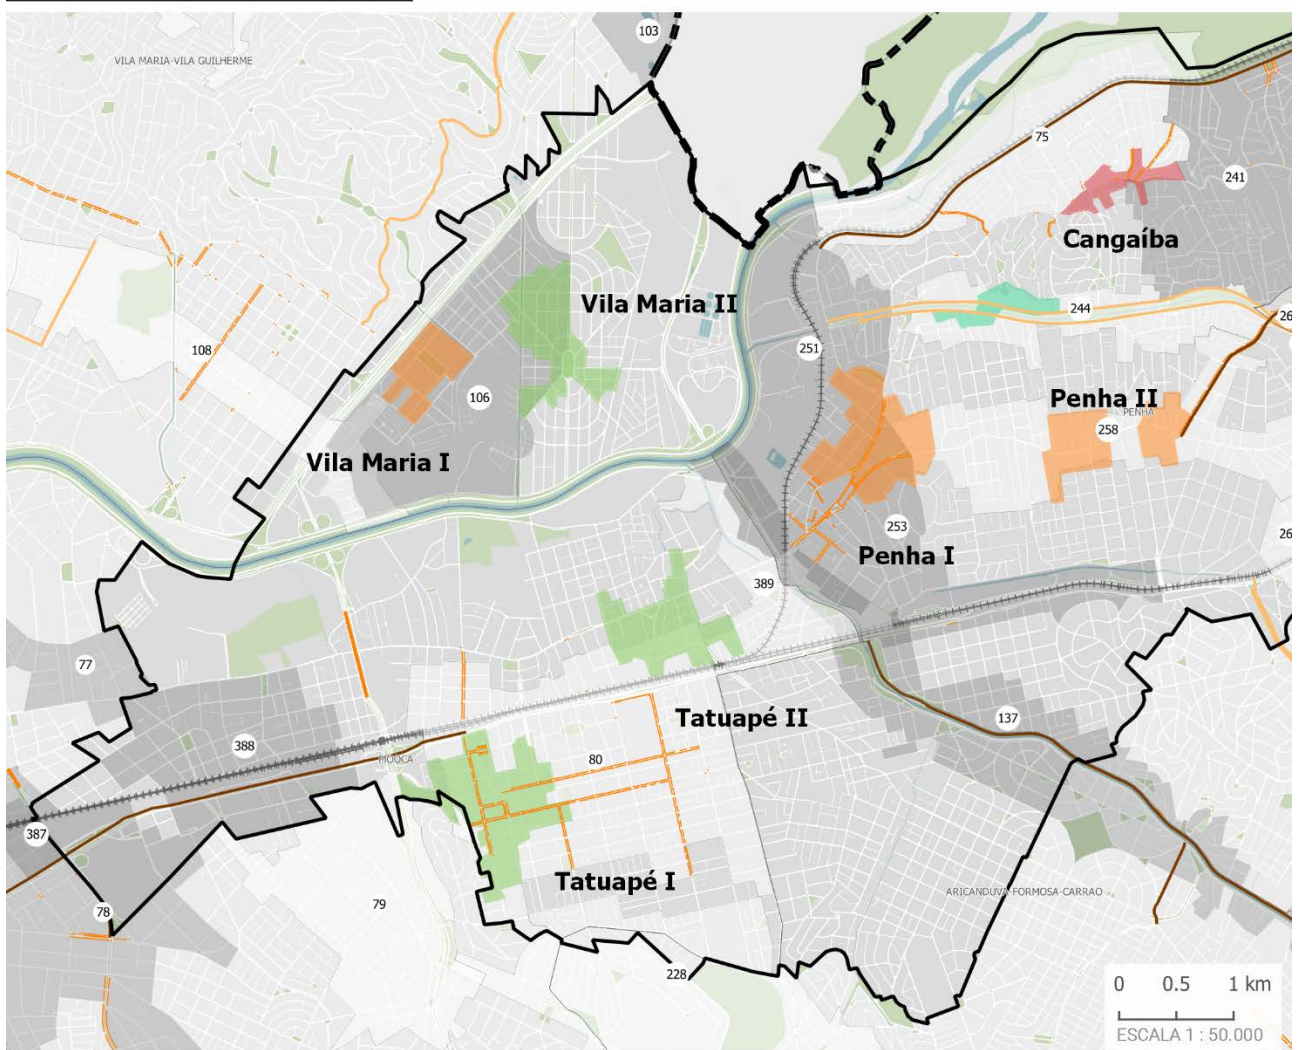 103
VILA MARIA-VILA GUILHERME
75
241
Cangaíba
Vila Maria II
244
26
108
251
106
Penha II
PENHA
258
Vila Maria I
253
26
Penha I
389
77
Tatuapé II
137
388
MOOCA
80
387
Tatuapé I
ARICANDUVA-FORMOSA-CARRAO
79
78
228
0 0.5 1 km
ESCALA 1 : 50.000